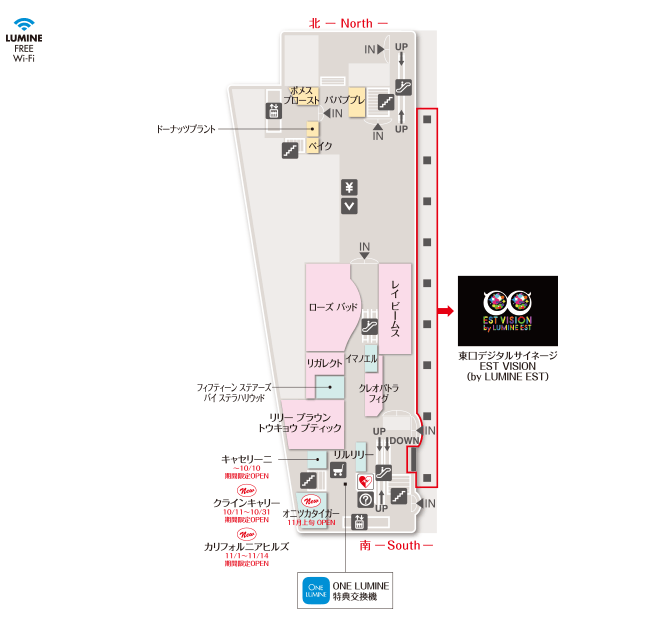 北 ― North ―
LUMINE
FREE
Wi-Fi
IN
UP
ポメス
ブロースト
パパブブレ
IN
IN
UP
ドーナッツプラント
ベイク
IN
ローズ バッド
レイ ビームス
EST VISION
by LUMINE EST
東口デジタルサイネージ
EST VISION
(by LUMINE EST)
リガレクト
イマノエル
フィフティーン ステアーズ
バイ ステラハリウッド
クレオパトラ
フィグ
リリー ブラウン
トウキョウ ブティック
UP
IN
DOWN
キャセリーニ
～10/10
期間限定OPEN
リルリリー
New
クラインキャリー
10/11～10/31
期間限定OPEN
New
オニツカタイガー
11月上旬 OPEN
UP
IN
New
カリフォルニアヒルズ
11/1～11/14
期間限定OPEN
南 ― South ―
ONE
LUMINE
ONE LUMINE
特典交換機